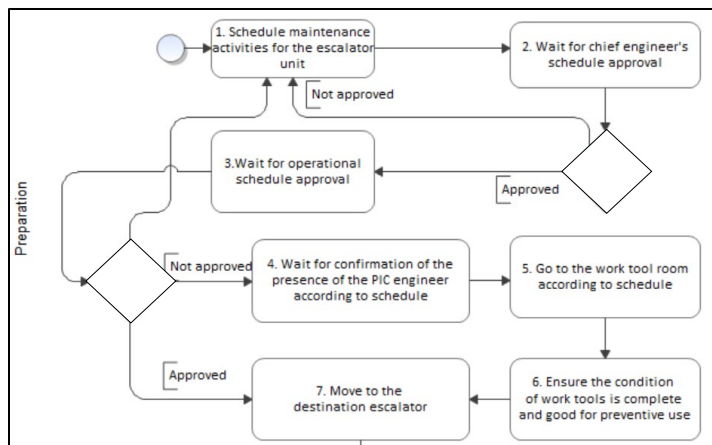 1. Schedule maintenance
activities for the escalator
unit
2. Wait for chief engineer's
schedule approval
Not approved
3.Wait for operational
schedule approval
Approved
Preparation
Not approved
4. Wait for confirmation of the
presence of the PIC engineer
according to schedule
5. Go to the work tool room
according to schedule
Approved
7. Move to the
destination escalator
6. Ensure the condition
of work tools is complete
and good for preventive use